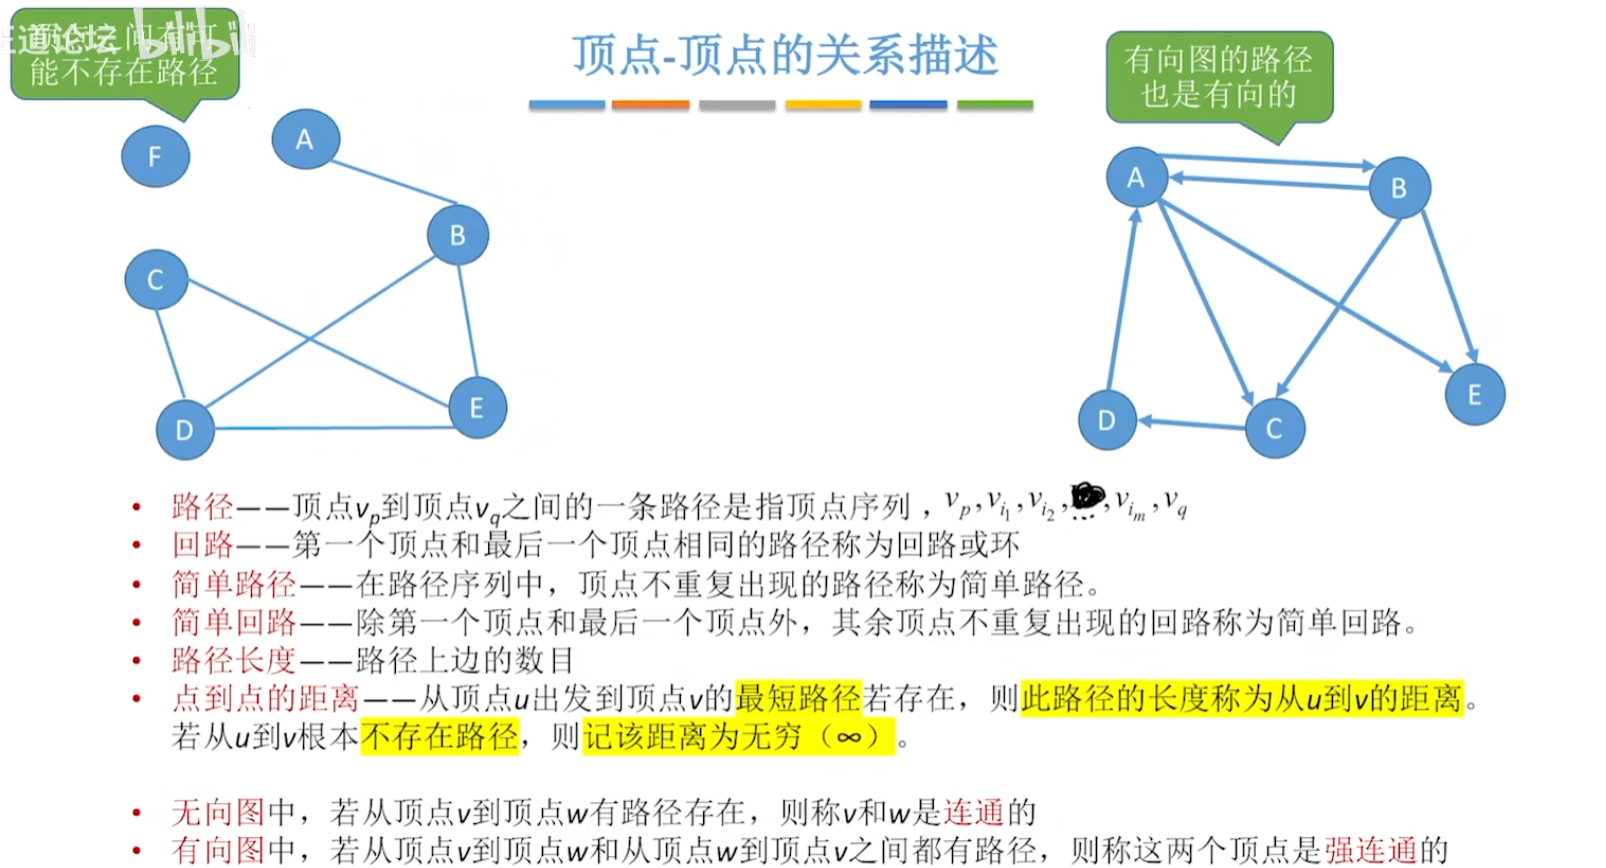 王道论坛 bilibili
能不存在路径
顶点-顶点的关系描述
有向图的路径
也是有向的
F
A
B
C
D
E
A
B
D
C
E
• 路径——顶点vp到顶点vq之间的一条路径是指顶点序列，vp,vi1,vi2,,vim,vq
• 回路——第一个顶点和最后一个顶点相同的路径称为回路或环
• 简单路径——在路径序列中，顶点不重复出现的路径称为简单路径。
• 简单回路——除第一个顶点和最后一个顶点外，其余顶点不重复出现的回路称为简单回路。
• 路径长度——路径上边的数目
• 点到点的距离——从顶点u出发到顶点v的最短路径若存在，则此路径的长度称为从u到v的距离。
若从u到v根本不存在路径，则记该距离为无穷（∞）。
• 无向图中，若从顶点v到顶点w有路径存在，则称v和w是连通的
• 有向图中，若从顶点v到顶点w和从顶点w到顶点v之间都有路径，则称这两个顶点是强连通的